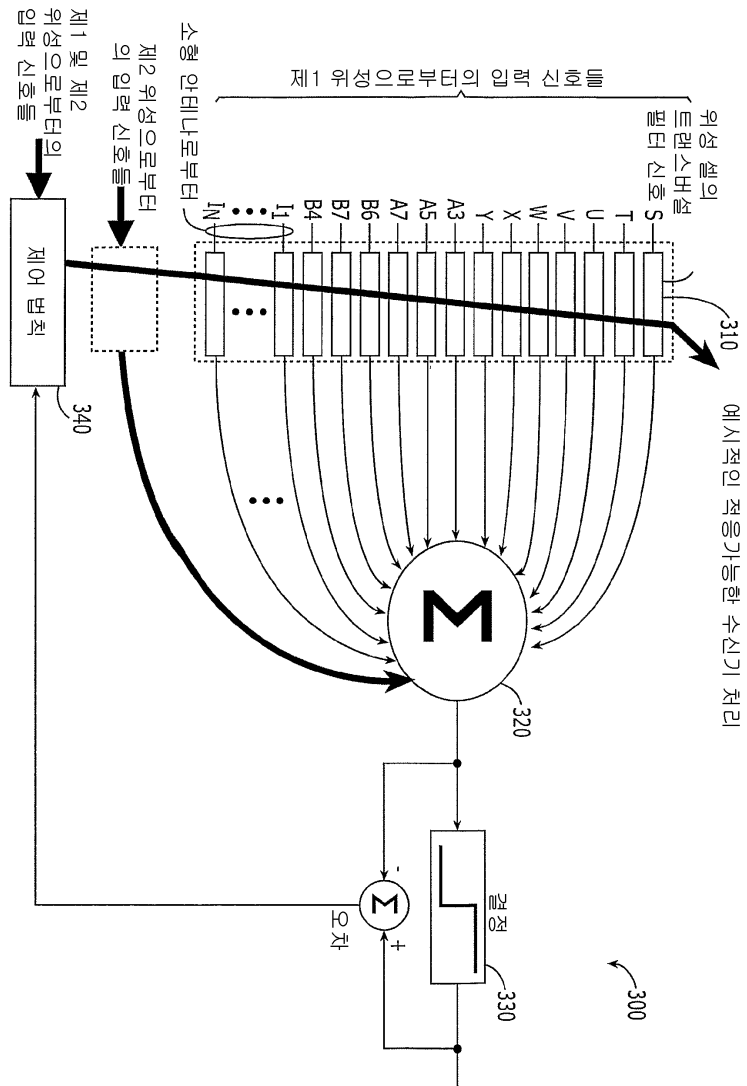 예시적인 적응가능한 수신기 처리
300
위성 셀의
트랜스버설
필터 신호
310
제1 위성으로부터의 입력 신호들
S
T
U
V
W
X
Y
A3
A5
A7
B6
B7
B4
I1
•••
IN
소형 안테나로부터
•••
•••
제2 위성으로부터
의 입력 신호들
제1 및 제2
위성으로부터의
입력 신호들
제어 법칙
340
Σ
320
결정
330
-
+
Σ
오차